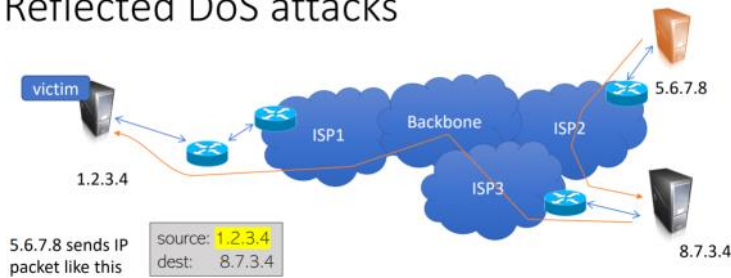 Reflected DoS attacks
victim
5.6.7.8
ISP1
Backbone
ISP2
1.2.3.4
ISP3
5.6.7.8 sends IP
packet like this
source: 1.2.3.4
dest: 8.7.3.4
8.7.3.4